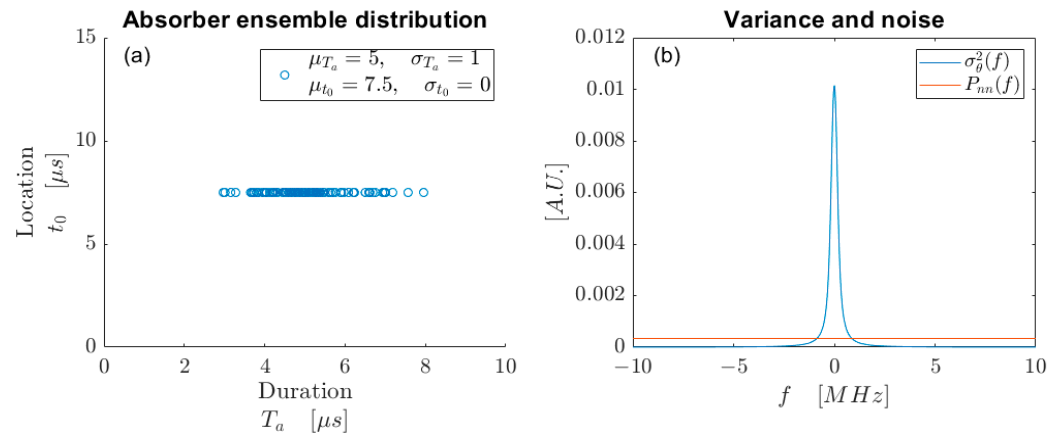 Absorber ensemble distribution
(a)
μ_{T_a} = 5, σ_{T_a} = 1
μ_{t_0} = 7.5, σ_{t_0} = 0
15
10
5
0
Location
t_0 [μs]
0 2 4 6 8 10
Duration
T_a [μs]
Variance and noise
(b)
σ_θ^2(f)
P_{nn}(f)
0.012
0.010
0.008
0.006
0.004
0.002
0
[A.U.]
−10 −5 0 5 10
f [MHz]